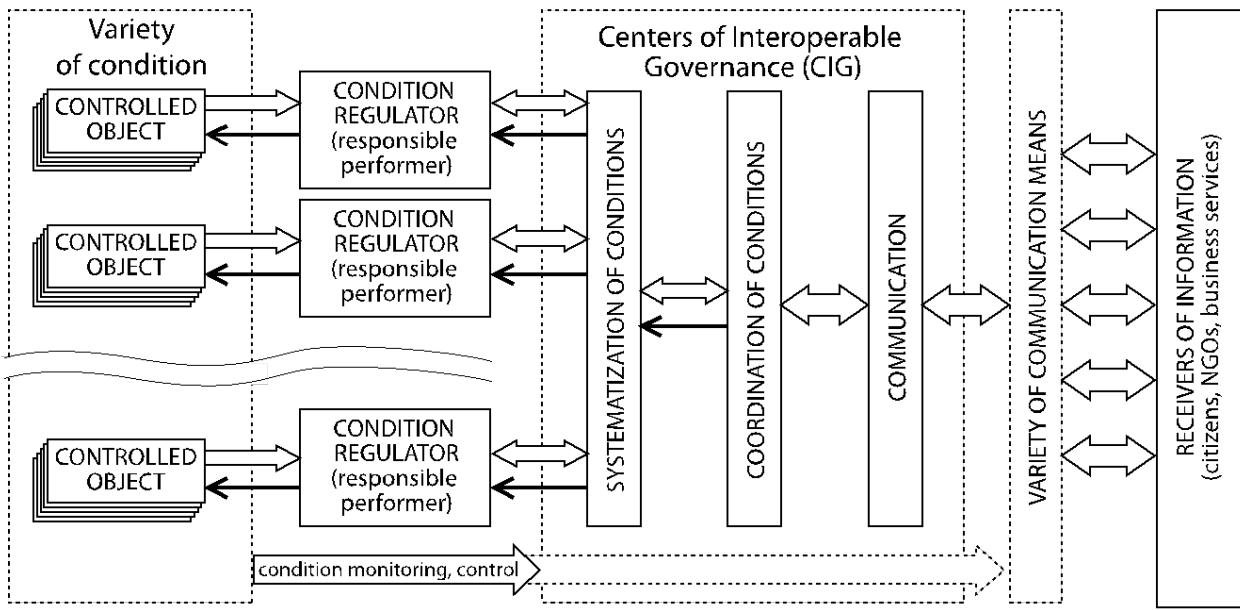 Variety
of condition
CONTROLLED
OBJECT
CONDITION
REGULATOR
(responsible
performer)
CONTROLLED
OBJECT
CONDITION
REGULATOR
(responsible
performer)
CONTROLLED
OBJECT
CONDITION
REGULATOR
(responsible
performer)
condition monitoring, control
Centers of Interoperable
Governance (CIG)
SYSTEMATIZATION OF CONDITIONS
COORDINATION OF CONDITIONS
COMMUNICATION
VARIETY OF COMMUNICATION MEANS
RECEIVERS OF INFORMATION
(citizens, NGOs, business services)